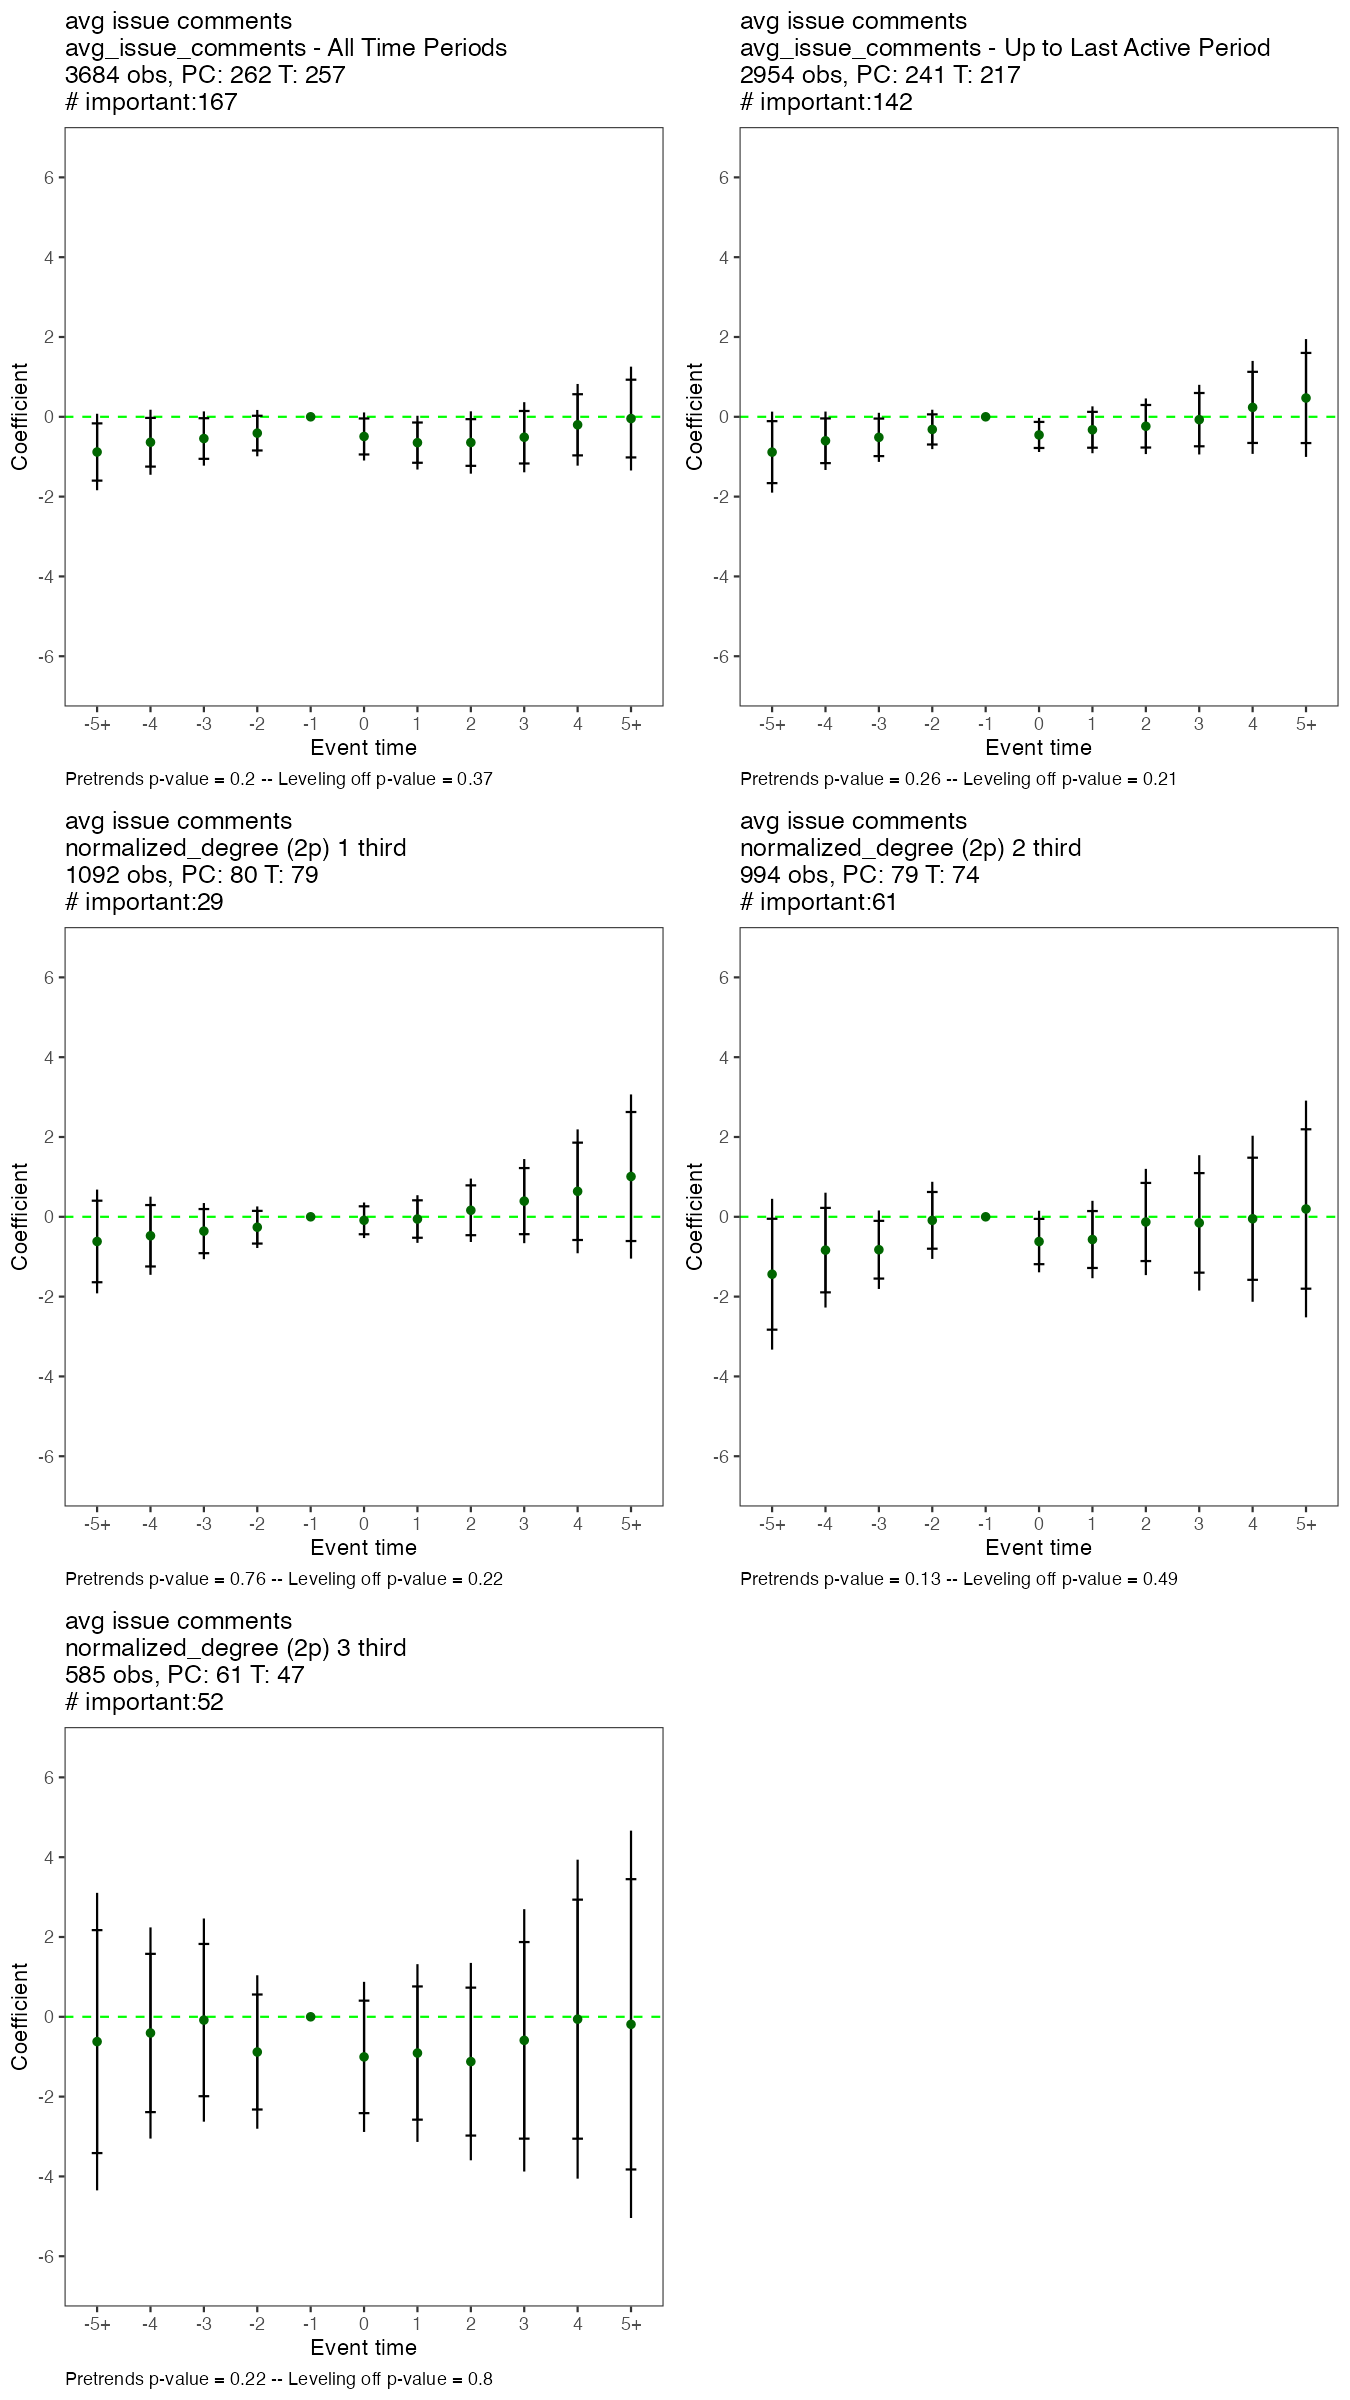 avg issue comments
avg_issue_comments - All Time Periods
3684 obs, PC: 262 T: 257
# important:167
6
4
2
0
-2
-4
-6
Coefficient
-5+ -4 -3 -2 -1 0 1 2 3 4 5+
Event time
Pretrends p-value = 0.2 -- Leveling off p-value = 0.37
avg issue comments
avg_issue_comments - Up to Last Active Period
2954 obs, PC: 241 T: 217
# important:142
6
4
2
0
-2
-4
-6
Coefficient
-5+ -4 -3 -2 -1 0 1 2 3 4 5+
Event time
Pretrends p-value = 0.26 -- Leveling off p-value = 0.21
avg issue comments
normalized_degree (2p) 1 third
1092 obs, PC: 80 T: 79
# important:29
6
4
2
0
-2
-4
-6
Coefficient
-5+ -4 -3 -2 -1 0 1 2 3 4 5+
Event time
Pretrends p-value = 0.76 -- Leveling off p-value = 0.22
avg issue comments
normalized_degree (2p) 2 third
994 obs, PC: 79 T: 74
# important:61
6
4
2
0
-2
-4
-6
Coefficient
-5+ -4 -3 -2 -1 0 1 2 3 4 5+
Event time
Pretrends p-value = 0.13 -- Leveling off p-value = 0.49
avg issue comments
normalized_degree (2p) 3 third
585 obs, PC: 61 T: 47
# important:52
6
4
2
0
-2
-4
-6
Coefficient
-5+ -4 -3 -2 -1 0 1 2 3 4 5+
Event time
Pretrends p-value = 0.22 -- Leveling off p-value = 0.8